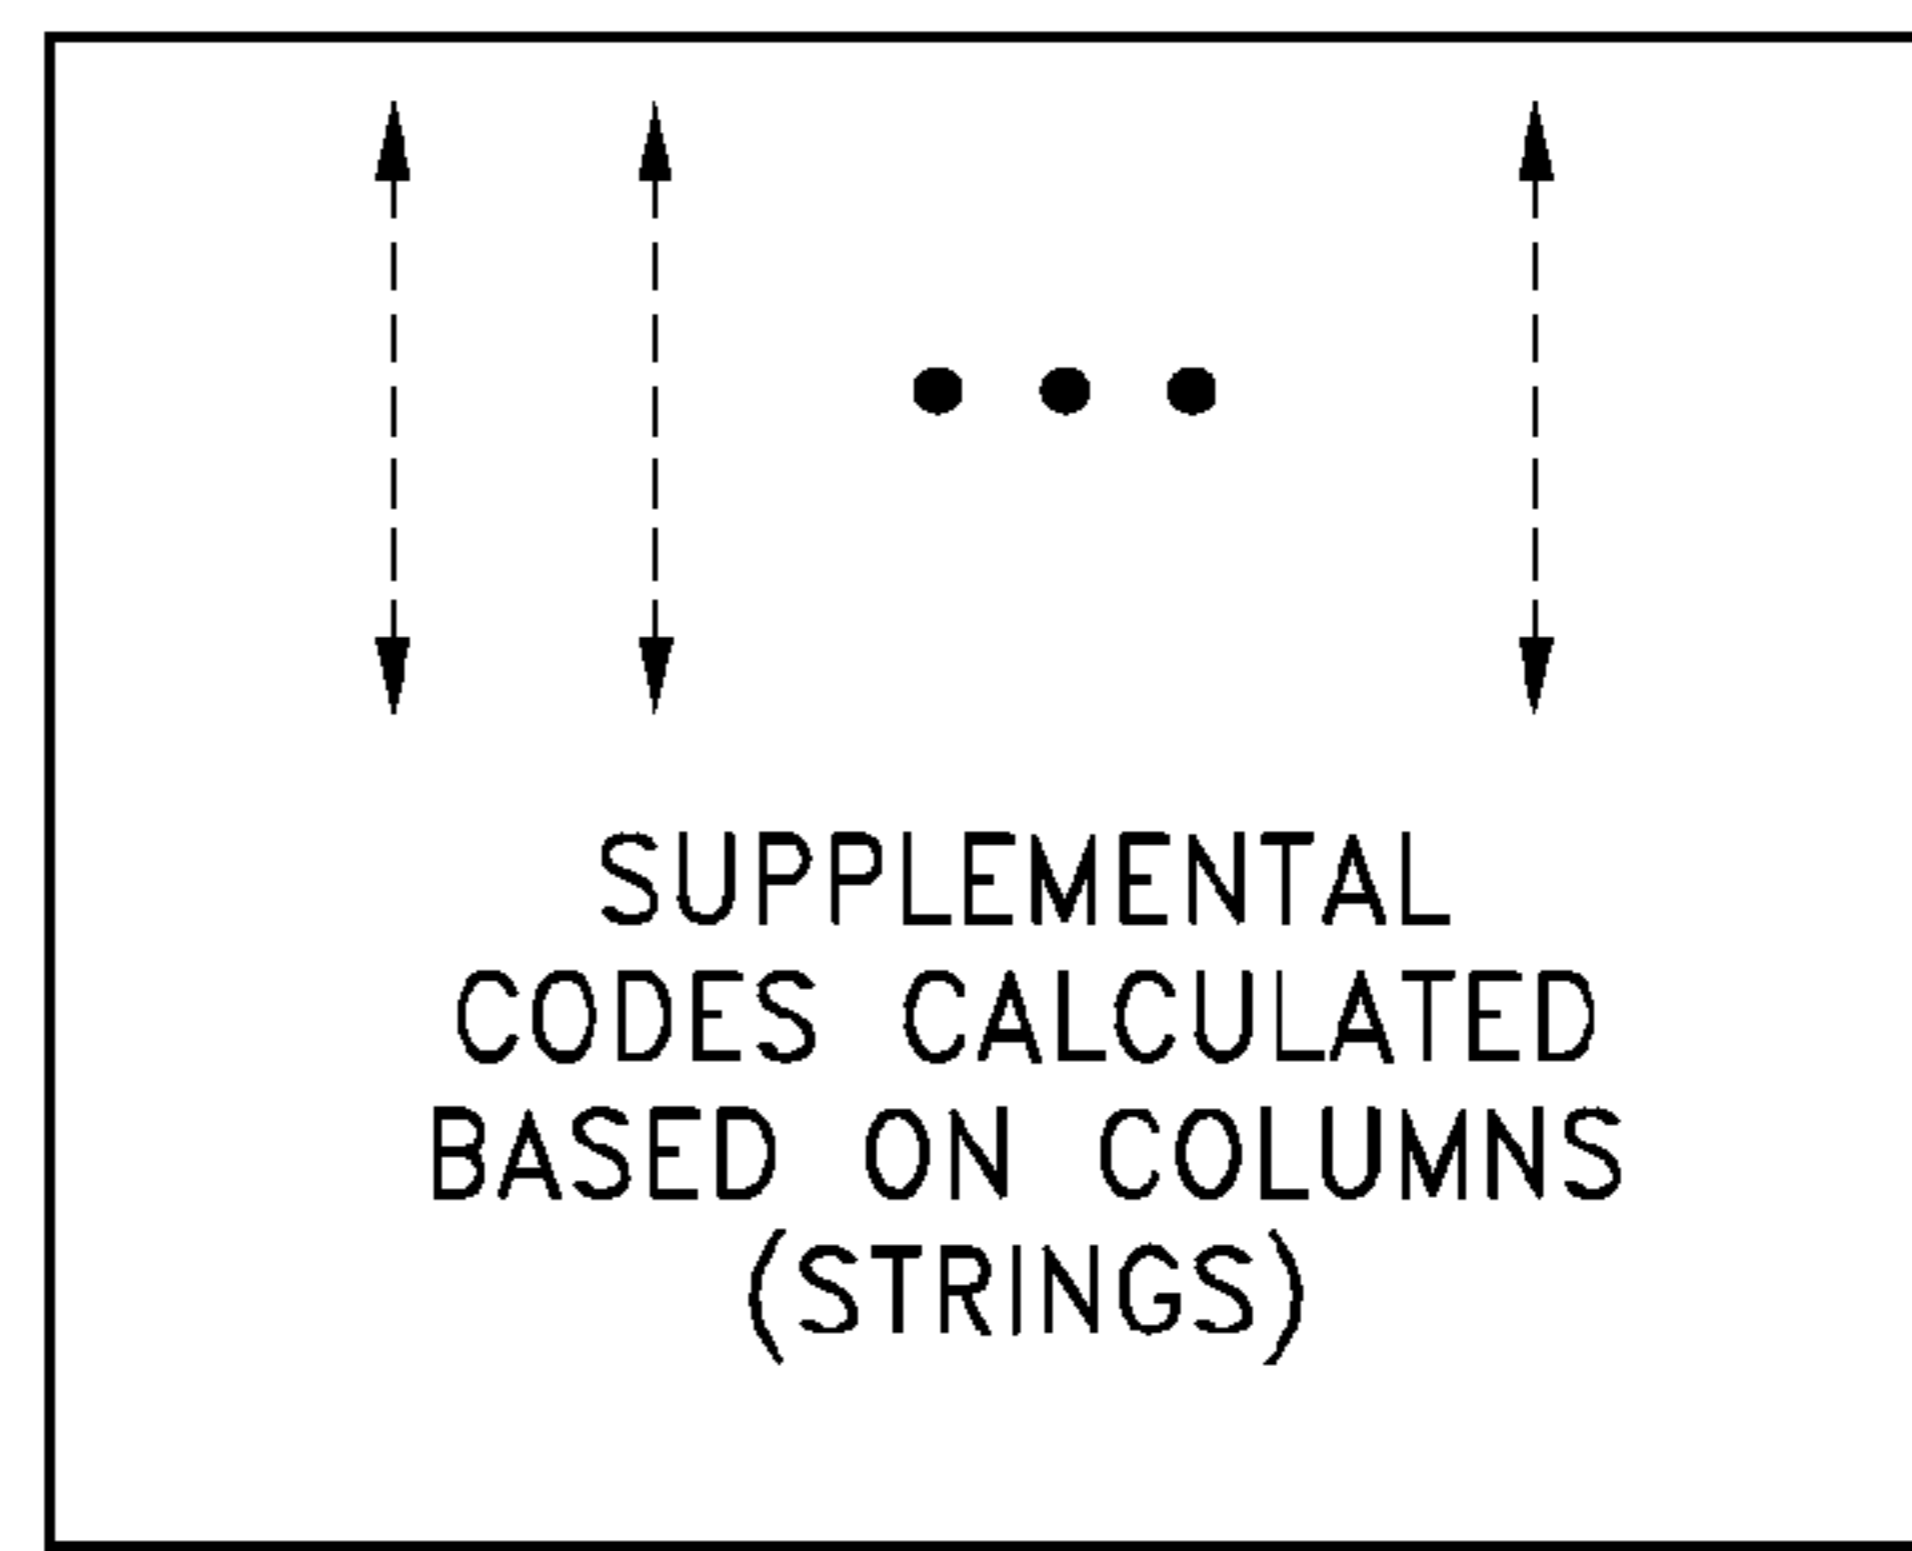 SUPPLEMENTAL
CODES CALCULATED
BASED ON COLUMNS
(STRINGS)